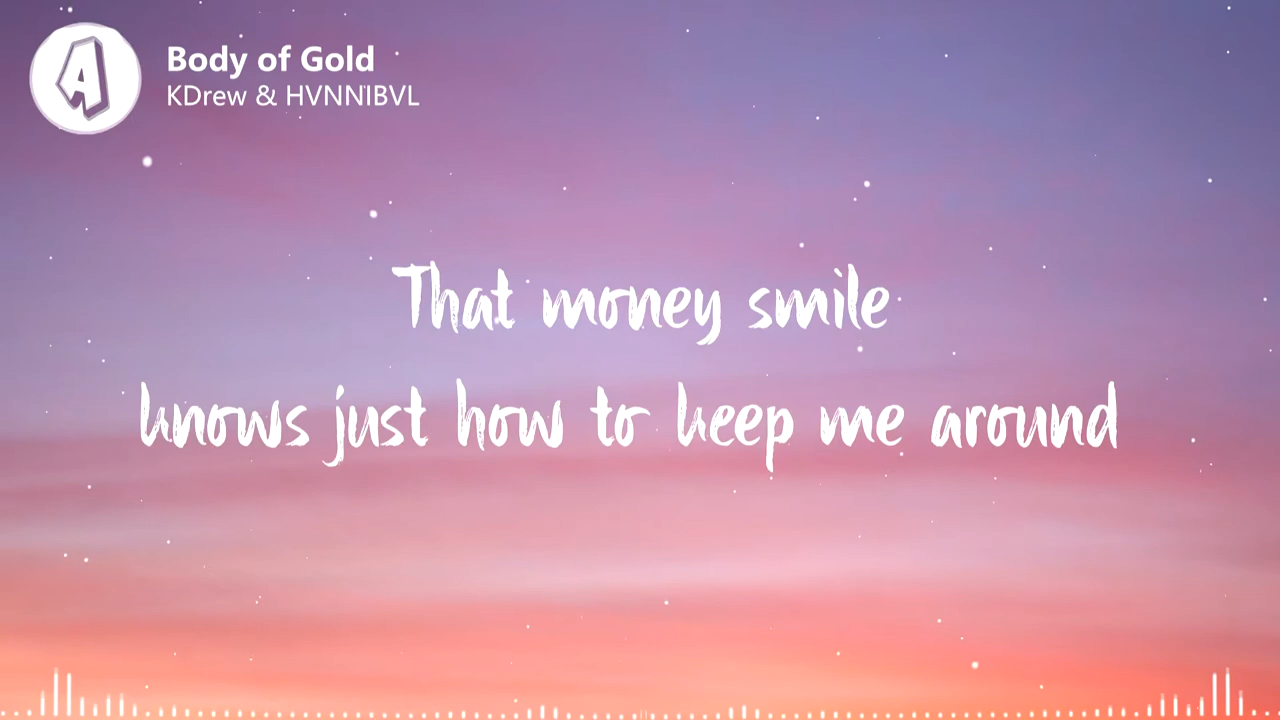 A
Body of Gold
KDrew & HVNNIBVL
That money smile
knows just how to keep me around